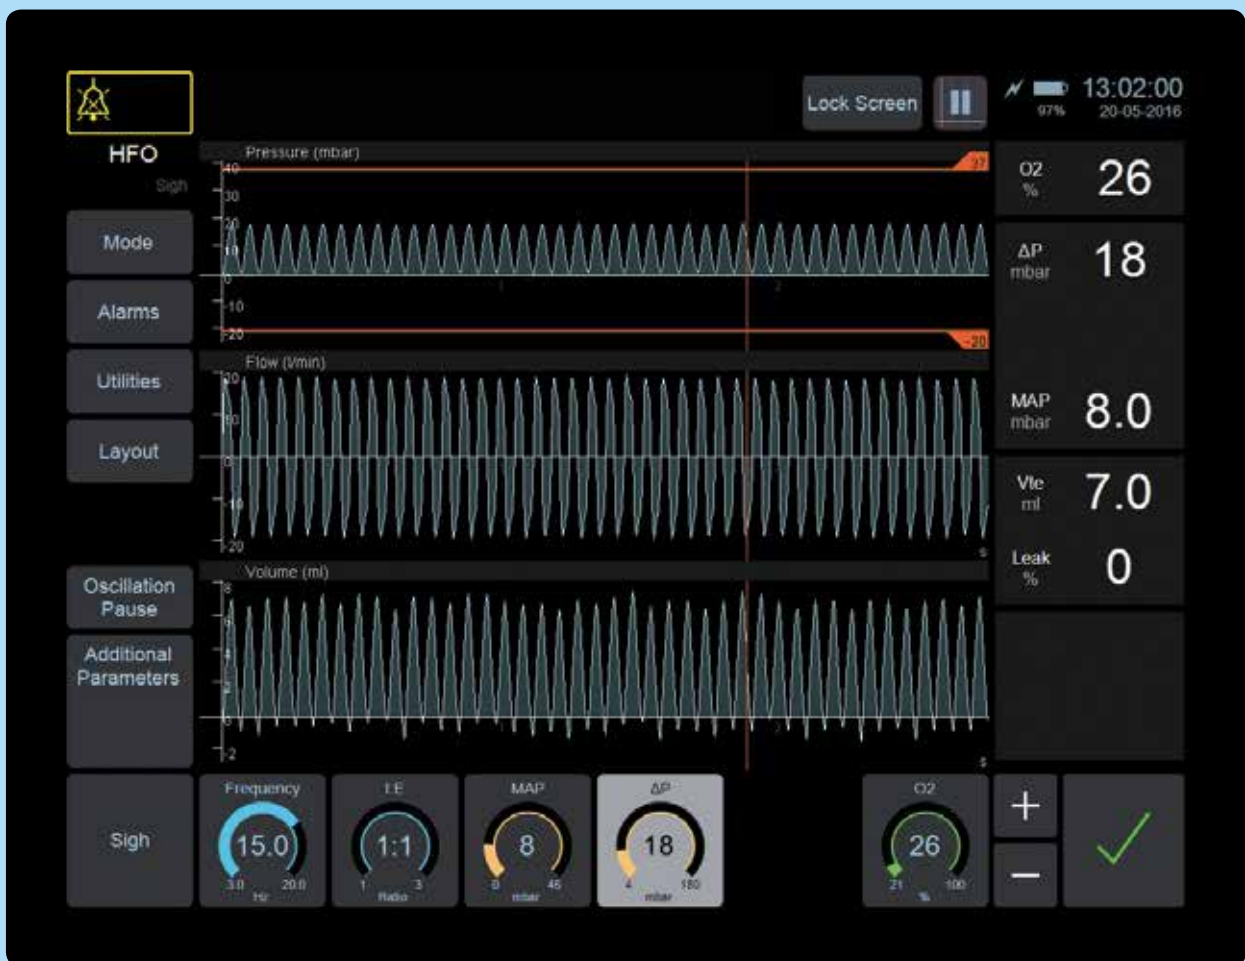 Lock Screen
97%
13:02:00
20-05-2016
HFO
Sigh
Mode
Alarms
Utilities
Layout
Oscillation
Pause
Additional
Parameters
Sigh
Pressure (mbar)
40
30
20
10
0
-10
-20
37
-20
1
2
Flow (l/min)
20
10
0
-10
-20
s
Volume (ml)
8
6
4
2
0
-2
2
s
O2
%
26
ΔP
mbar
18
MAP
mbar
8.0
Vte
ml
7.0
Leak
%
0
Frequency
15.0
3.0 20.0
Hz
I:E
1:1
1 3
Ratio
MAP
8
0 45
mbar
ΔP
18
4 180
mbar
O2
26
21 100
%
+
−